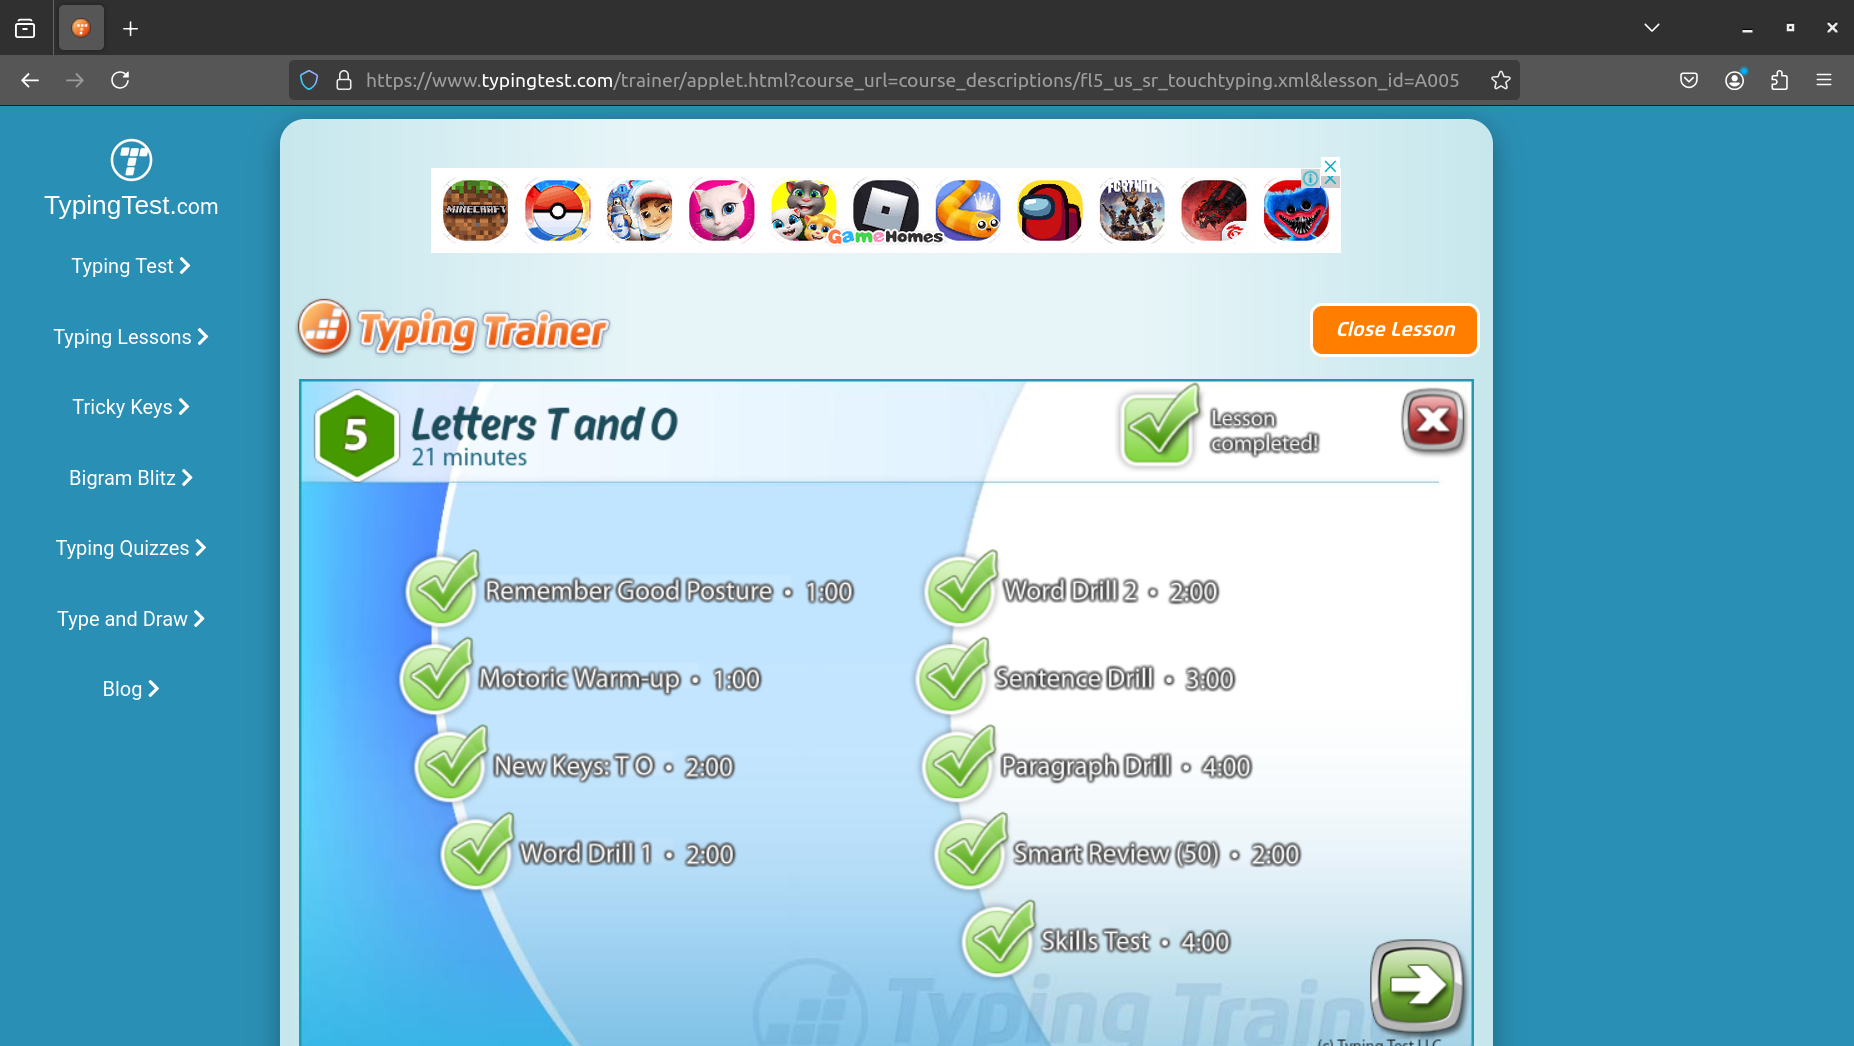 https://www.typingtest.com/trainer/applet.html?course_url=course_descriptions/fl5_us_sr_touchtyping.xml&lesson_id=A005
TypingTest.com
Typing Test
Typing Lessons
Tricky Keys
Bigram Blitz
Typing Quizzes
Type and Draw
Blog
MINECRAFT
FORTNITE
GameHomes
Typing Trainer
Close Lesson
5
Letters T and O
21 minutes
Lesson
completed!
Remember Good Posture • 1:00
Motoric Warm-up • 1:00
New Keys: T O • 2:00
Word Drill 1 • 2:00
Word Drill 2 • 2:00
Sentence Drill • 3:00
Paragraph Drill • 4:00
Smart Review (50) • 2:00
Skills Test • 4:00
Typing Trainer
(c) Typing Test LLC